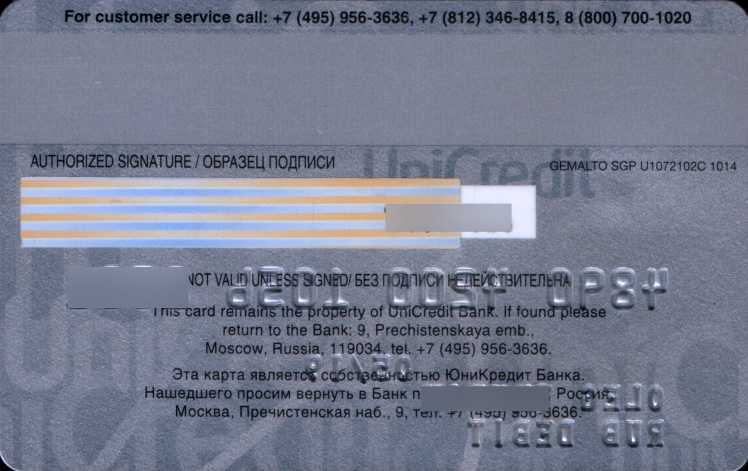 For customer service call: +7 (495) 956-3636, +7 (812) 346-8415, 8 (800) 700-1020
AUTHORIZED SIGNATURE / ОБРАЗЕЦ ПОДПИСИ
UniCredit
GEMALTO SGP U1072102C 1014
NOT VALID UNLESS SIGNED/ БЕЗ ПОДПИСИ НЕДЕЙСТВИТЕЛЬНА
This card remains the property of UniCredit Bank. If found please
return to the Bank: 9, Prechistenskaya emb.,
Moscow, Russia, 119034, tel. +7 (495) 956-3636.
Эта карта является собственностью ЮниКредит Банка.
Нашедшего просим вернуть в Банк Россия,
Москва, Пречистенская наб., 9, тел. +7 (495) 956-3636.